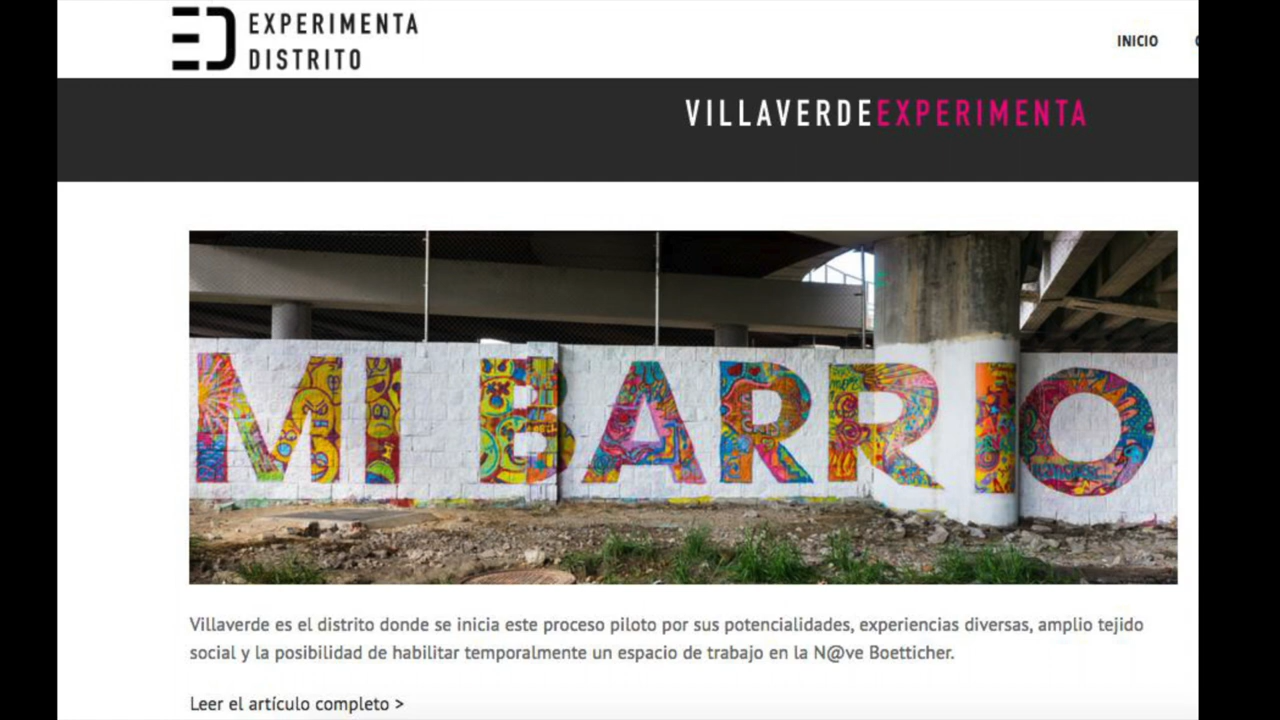 EXPERIMENTA
DISTRITO
INICIO
VILLAVERDEEXPERIMENTA
MI BARRIO
Villaverde es el distrito donde se inicia este proceso piloto por sus potencialidades, experiencias diversas, amplio tejido
social y la posibilidad de habilitar temporalmente un espacio de trabajo en la N@ve Boetticher.
Leer el artículo completo >